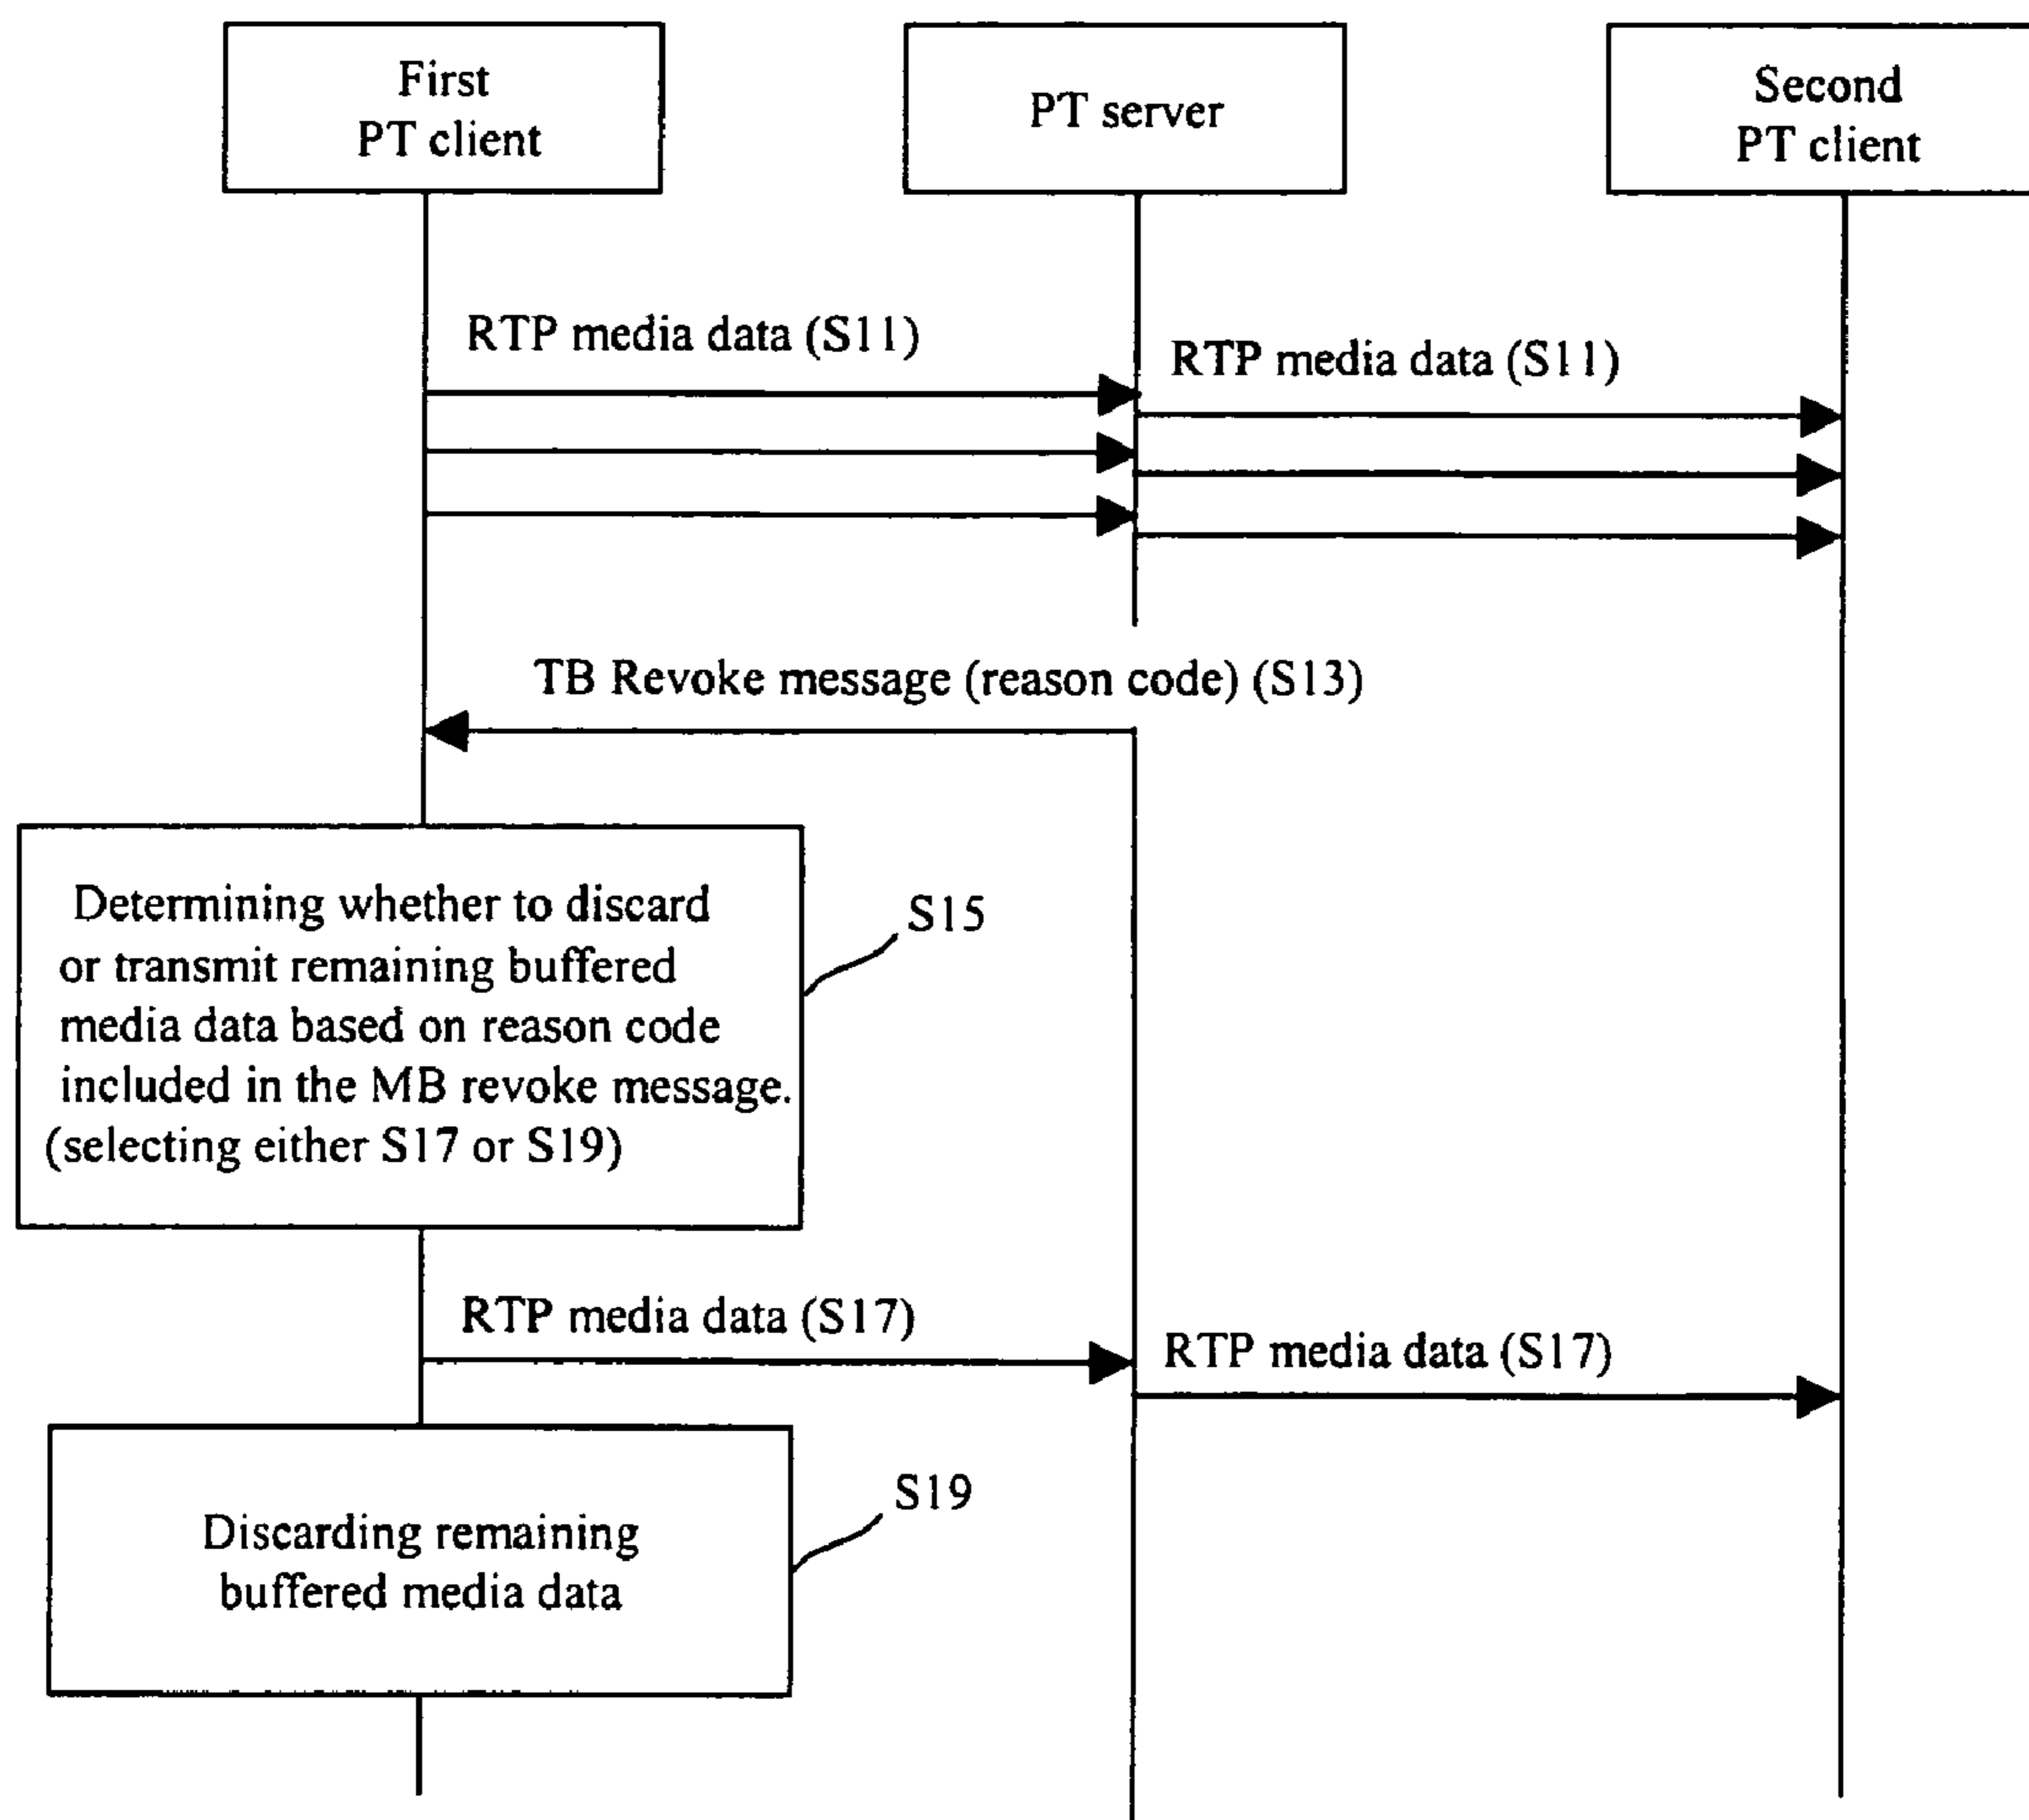 First
PT client
PT server
Second
PT client
RTP media data (S11)
RTP media data (S11)
TB Revoke message (reason code) (S13)
Determining whether to discard
or transmit remaining buffered
media data based on reason code
included in the MB revoke message.
(selecting either S17 or S19)
S15
RTP media data (S17)
RTP media data (S17)
S19
Discarding remaining
buffered media data